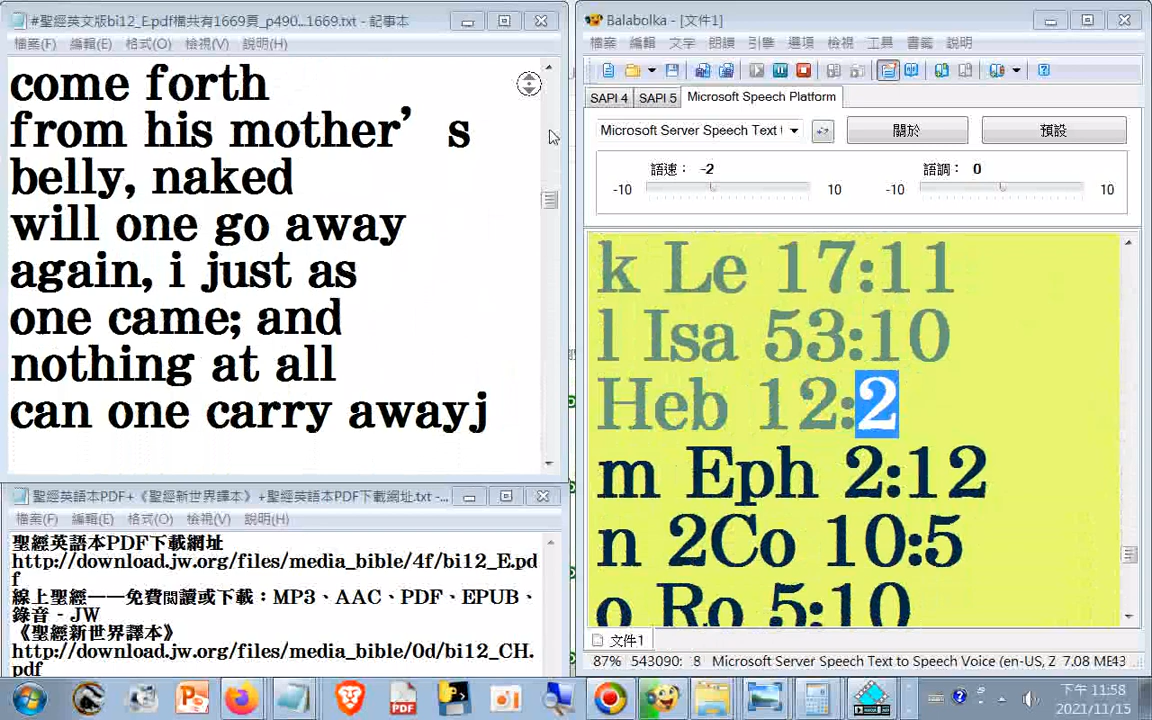 #聖經英文版bi12_E.pdf檔共有1669頁_p490...1669.txt - 記事本
檔案(F) 編輯(E) 格式(O) 檢視(V) 說明(H)
come forth
from his mother’s
belly, naked
will one go away
again, i just as
one came; and
nothing at all
can one carry awayj
聖經英語本PDF+《聖經新世界譯本》+聖經英語本PDF下載網址.txt -...
檔案(F) 編輯(E) 格式(O) 檢視(V) 說明(H)
聖經英語本PDF下載網址
http://download.jw.org/files/media_bible/4f/bi12_E.pd
f
線上聖經——免費閱讀或下載：MP3、AAC、PDF、EPUB、
錄音 - JW
《聖經新世界譯本》
http://download.jw.org/files/media_bible/0d/bi12_CH.
pdf
Balabolka - [文件1]
檔案 編輯 文字 朗讀 引擎 選項 檢視 工具 書籤 說明
SAPI 4 SAPI 5 Microsoft Speech Platform
Microsoft Server Speech Text t 關於 預設
語速： -2 語調： 0
-10 10 -10 10
k Le 17:11
l Isa 53:10
Heb 12:2
m Eph 2:12
n 2Co 10:5
o Ro 5:10
文件1
87% 543090: 8 Microsoft Server Speech Text to Speech Voice (en-US, Z 7.08 ME43
PDF
下午 11:58
2021/11/15